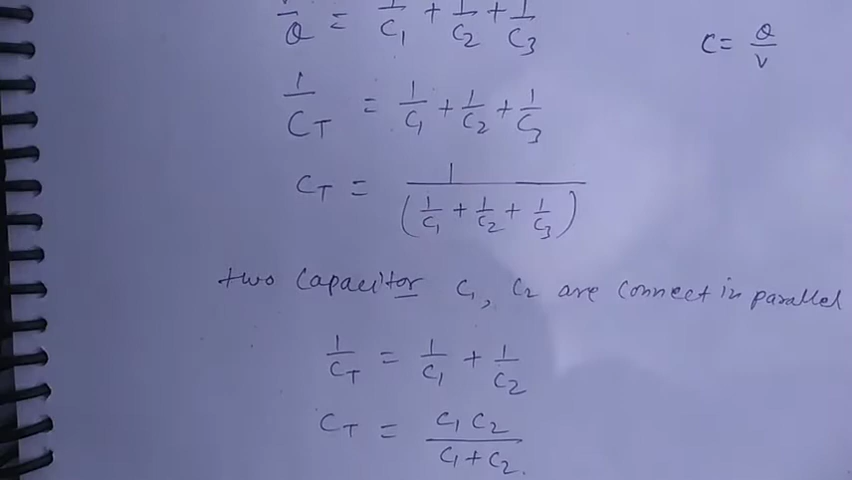 V/Q = 1/C1 + 1/C2 + 1/C3
C = Q/V
1/CT = 1/C1 + 1/C2 + 1/C3
CT = 1/(1/C1 + 1/C2 + 1/C3)
two capacitor C1, C2 are connect in parallel
1/CT = 1/C1 + 1/C2
CT = C1 C2/C1 + C2.